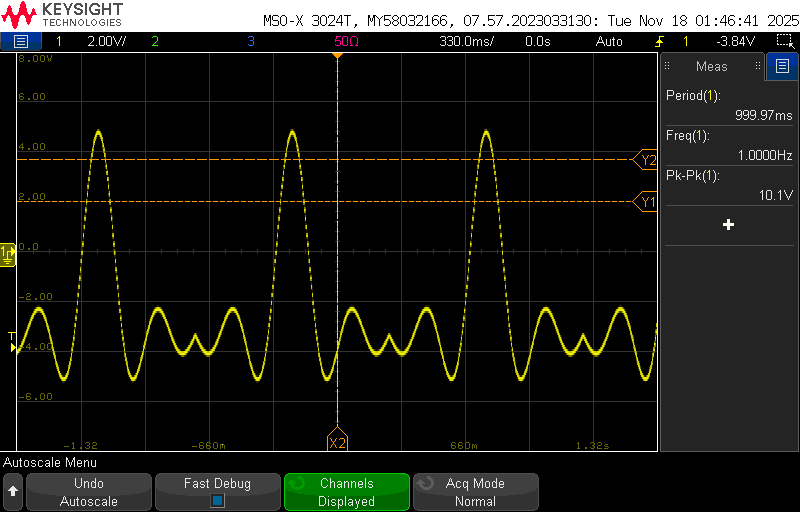 KEYSIGHT
TECHNOLOGIES
MSO-X 3024T, MY58032166, 07.57.2023033130: Tue Nov 18 01:46:41 2025
1 2.00V/ 2 3 50Ω 330.0ms/ 0.0s Auto 1 -3.84V
8.00V
6.00
4.00
2.00
0.0
-2.00
-4.00
-6.00
Y2
Y1
1
T
X2
-1.32 -660m 660m 1.32s
Meas
Period(1):
999.97ms
Freq(1):
1.0000Hz
Pk-Pk(1):
10.1V
+
Autoscale Menu
Undo
Autoscale
Fast Debug
Channels
Displayed
Acq Mode
Normal